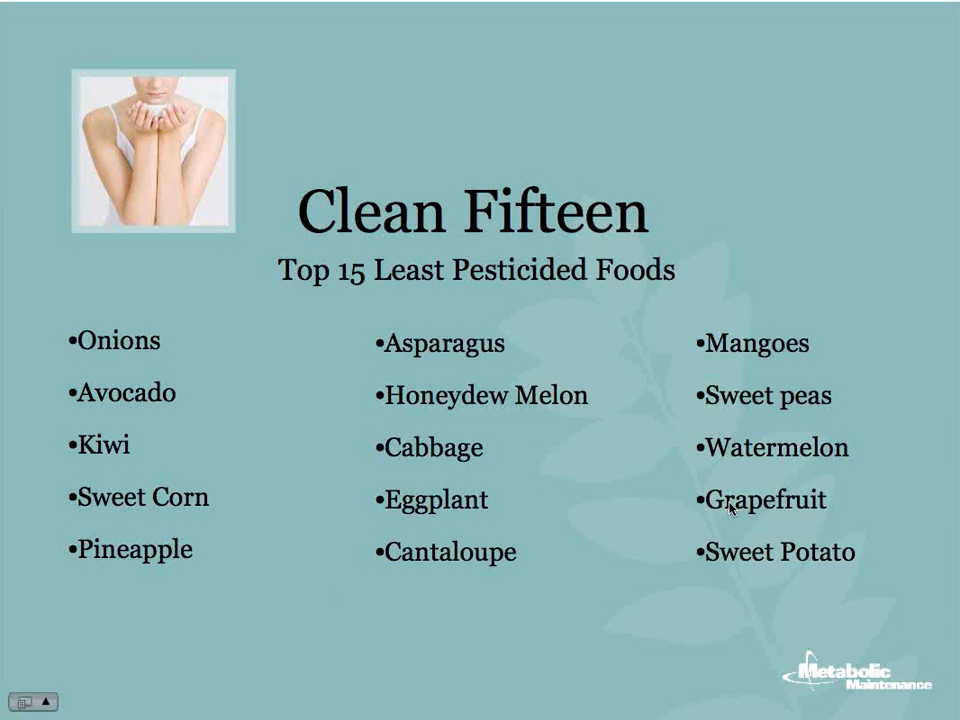 Clean Fifteen
Top 15 Least Pesticided Foods
•Onions
•Avocado
•Kiwi
•Sweet Corn
•Pineapple
•Asparagus
•Honeydew Melon
•Cabbage
•Eggplant
•Cantaloupe
•Mangoes
•Sweet peas
•Watermelon
•Grapefruit
•Sweet Potato
Metabolic
Maintenance